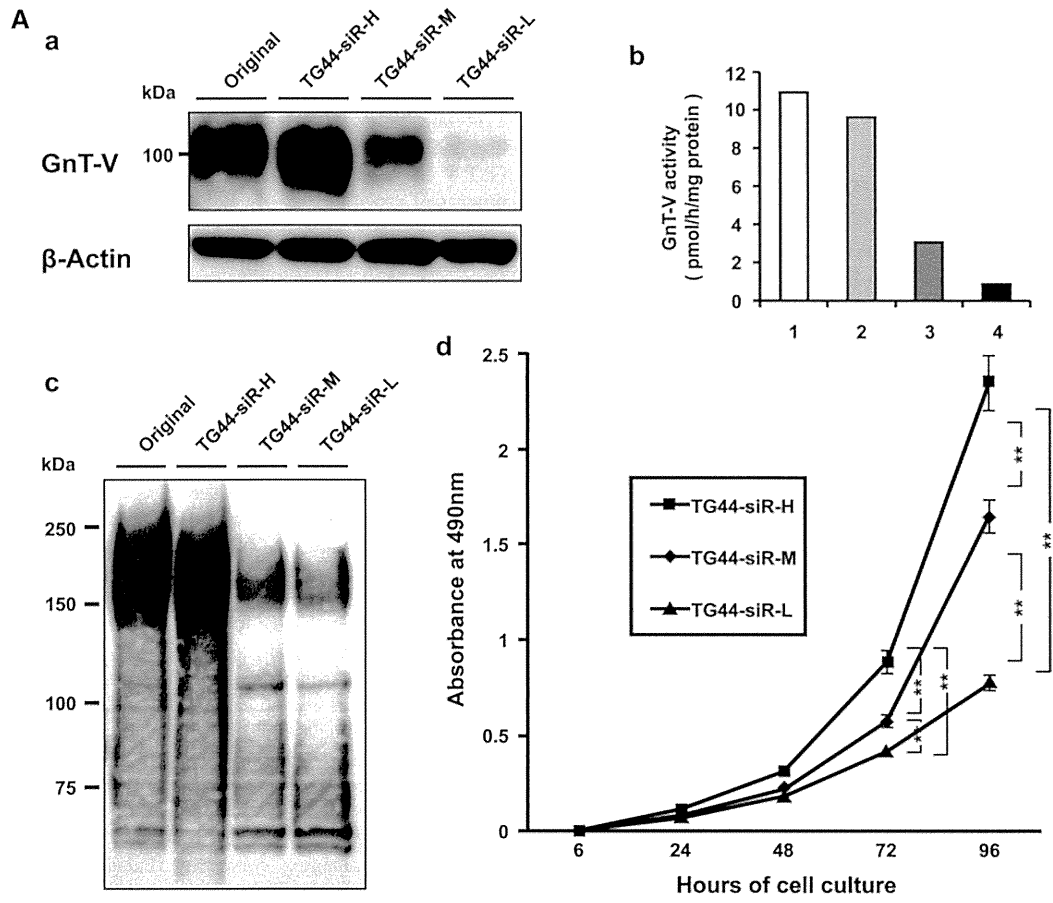 A
a
Original
TG44-siR-H
TG44-siR-M
TG44-siR-L
kDa
GnT-V
100
β-Actin
b
GnT-V activity
( pmol/h/mg protein )
12
10
8
6
4
2
0
1 2 3 4
c
Original
TG44-siR-H
TG44-siR-M
TG44-siR-L
kDa
250
150
100
75
d
Absorbance at 490nm
2.5
2
1.5
1
0.5
0
TG44-siR-H
TG44-siR-M
TG44-siR-L
**
**
**
**
**
**
6 24 48 72 96
Hours of cell culture